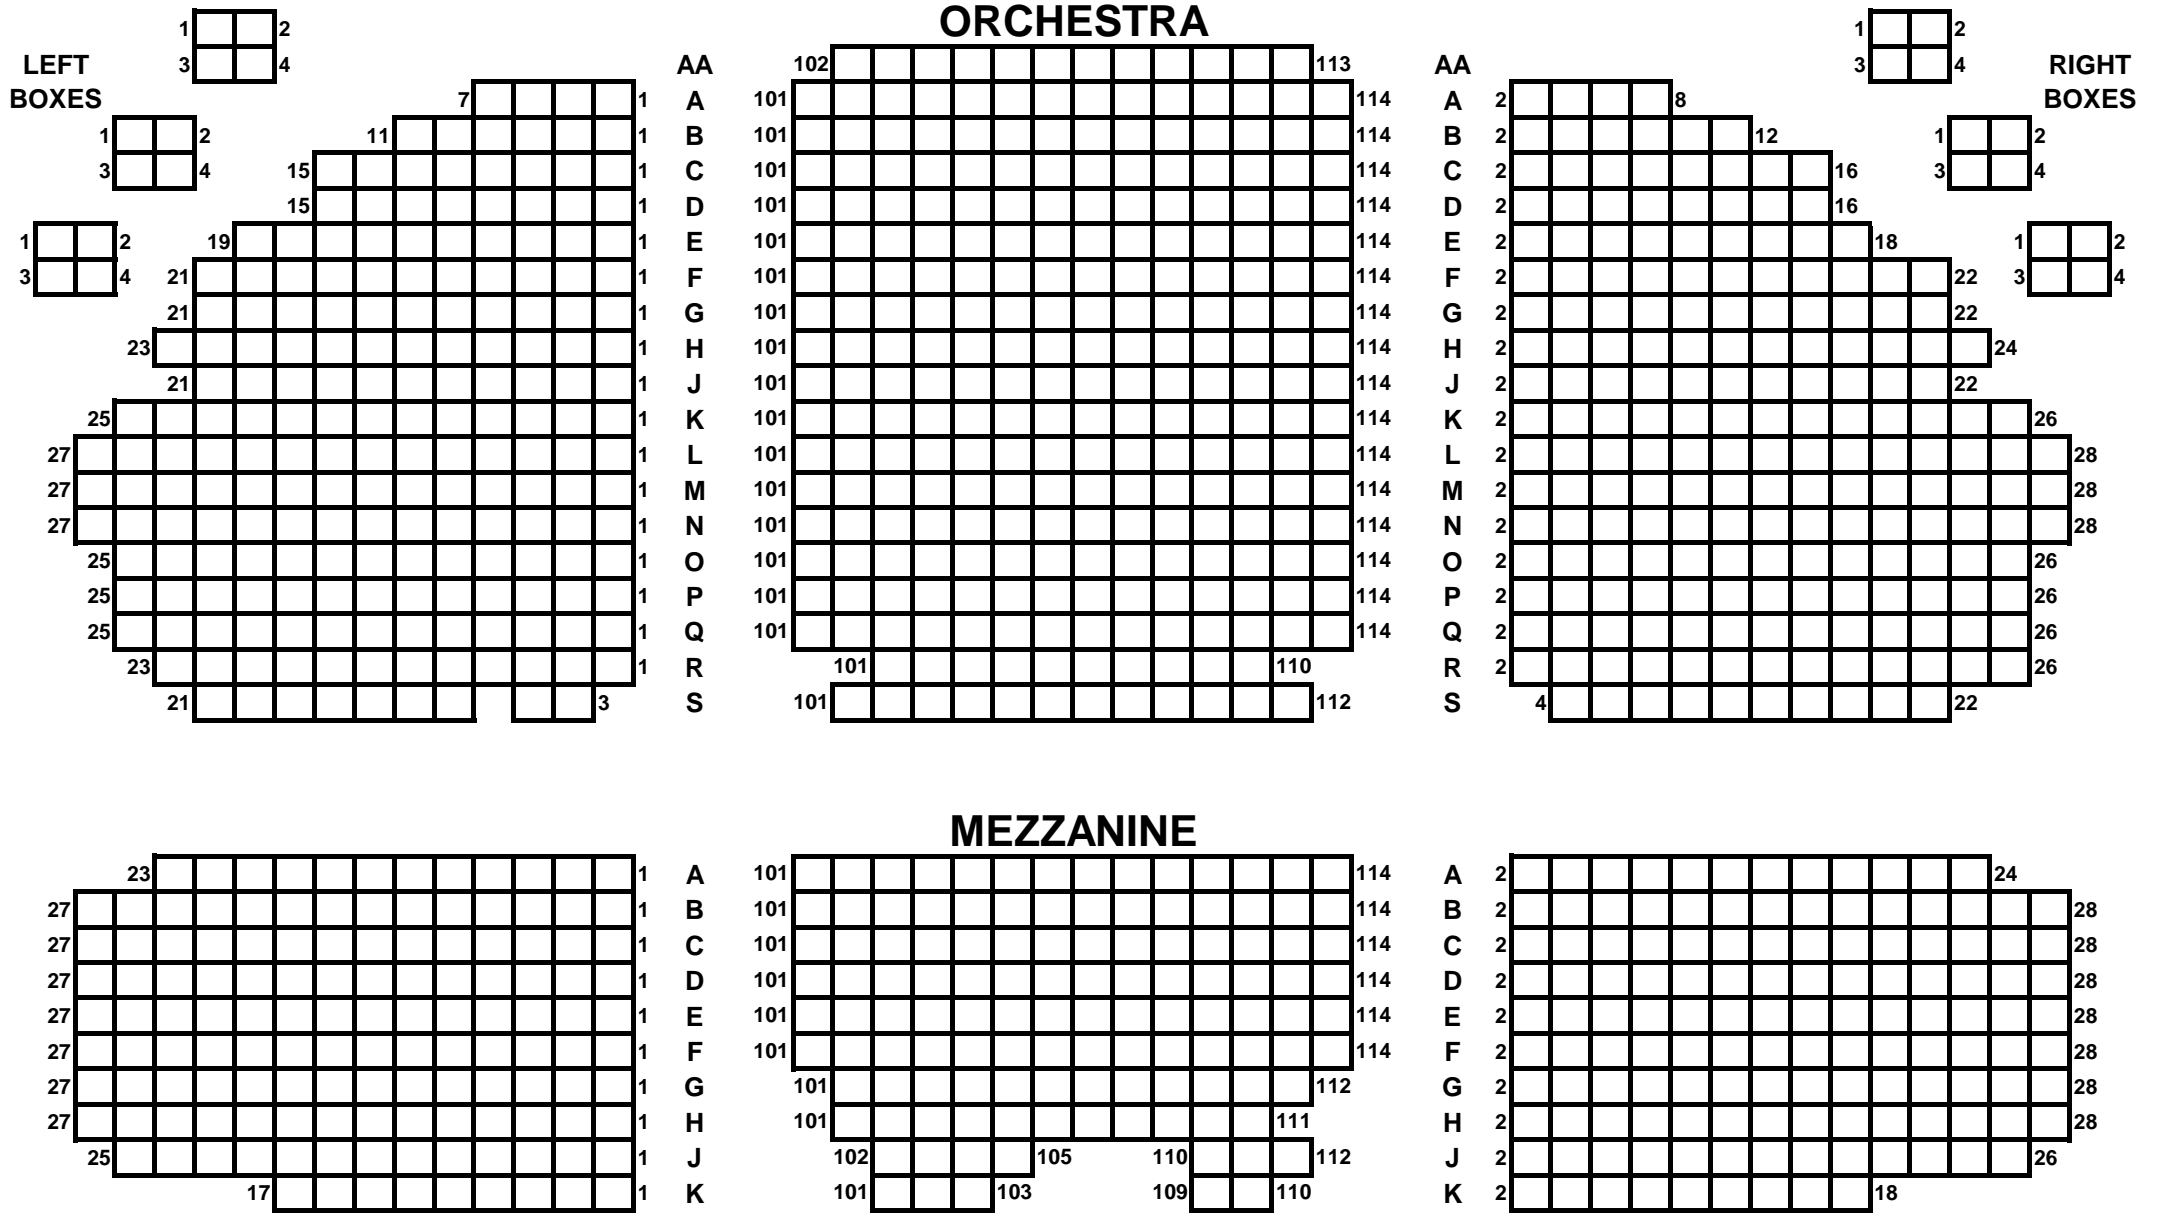 ORCHESTRA
1 2 1 2
3 4 AA 102 113 AA 3 4
LEFT BOXES RIGHT BOXES
7 1 A 101 114 A 2 8
1 2 11 1 B 101 114 B 2 12 1 2
3 4 15 1 C 101 114 C 2 16 3 4
15 1 D 101 114 D 2 16
1 2 19 1 E 101 114 E 2 18 1 2
3 4 21 1 F 101 114 F 2 22 3 4
21 1 G 101 114 G 2 22
23 1 H 101 114 H 2 24
21 1 J 101 114 J 2 22
25 1 K 101 114 K 2 26
27 1 L 101 114 L 2 28
27 1 M 101 114 M 2 28
27 1 N 101 114 N 2 28
25 1 O 101 114 O 2 26
25 1 P 101 114 P 2 26
25 1 Q 101 114 Q 2 26
23 1 R 101 110 R 2 26
21 3 S 101 112 S 4 22
MEZZANINE
23 1 A 101 114 A 2 24
27 1 B 101 114 B 2 28
27 1 C 101 114 C 2 28
27 1 D 101 114 D 2 28
27 1 E 101 114 E 2 28
27 1 F 101 114 F 2 28
27 1 G 101 112 G 2 28
27 1 H 101 111 H 2 28
25 1 J 102 105 110 112 J 2 26
17 1 K 101 103 109 110 K 2 18